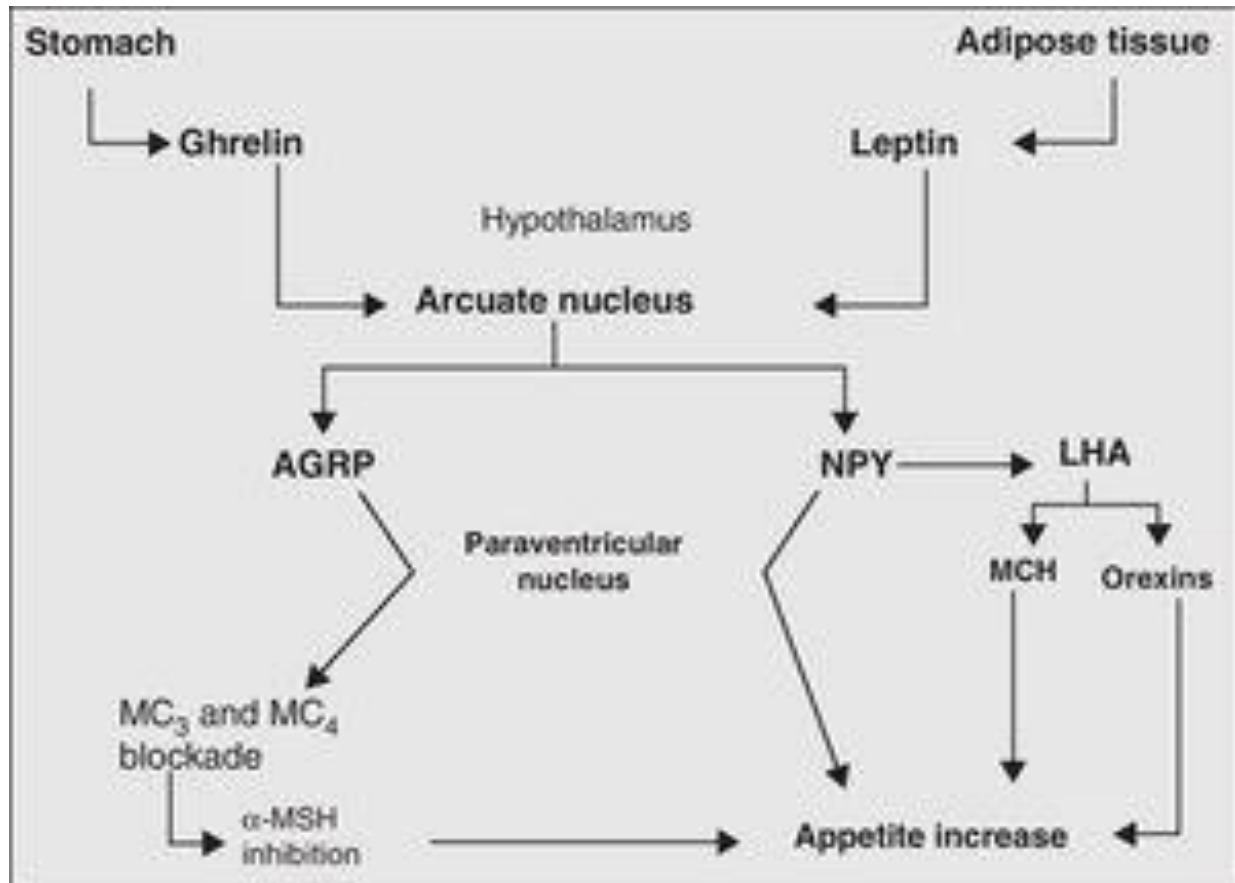 Stomach
Adipose tissue
Ghrelin
Leptin
Hypothalamus
Arcuate nucleus
AGRP
NPY
LHA
Paraventricular
nucleus
MCH
Orexins
MC₃ and MC₄
blockade
α-MSH
inhibition
Appetite increase